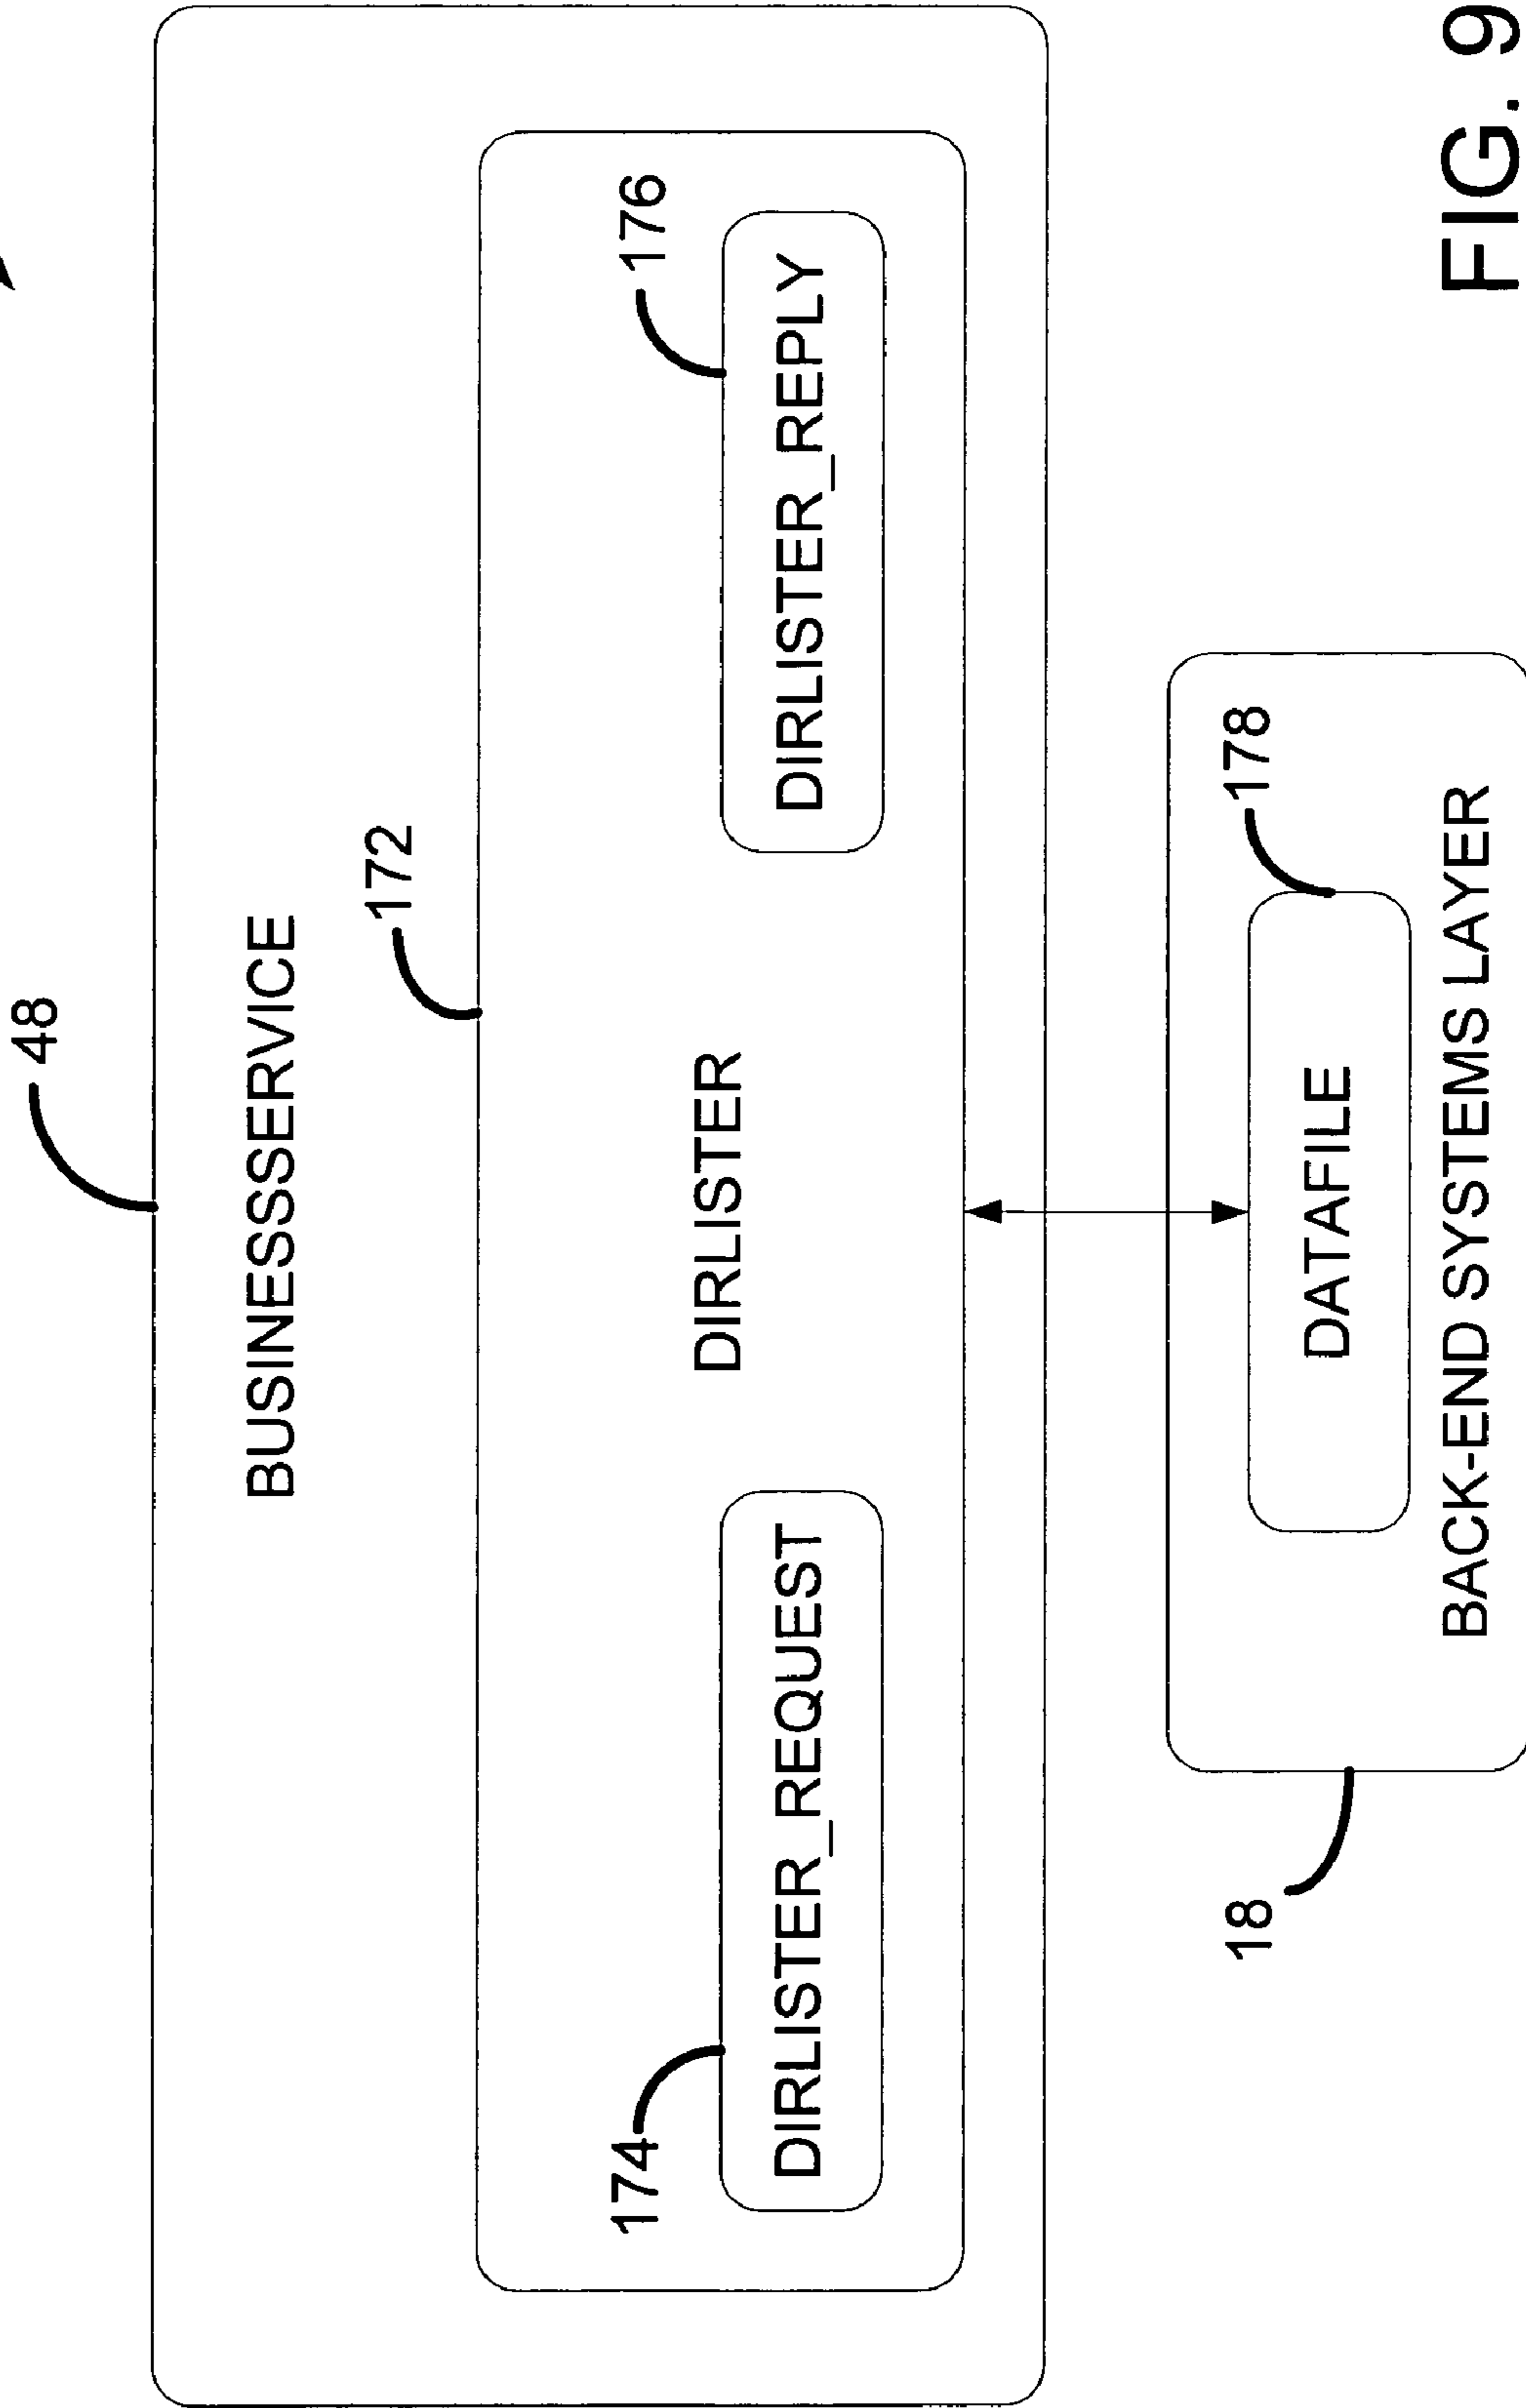 48
BUSINESSSERVICE
172
174
176
DIRLISTER
DIRLISTER_REQUEST
DIRLISTER_REPLY
18
178
DATAFILE
BACK-END SYSTEMS LAYER
FIG. 9